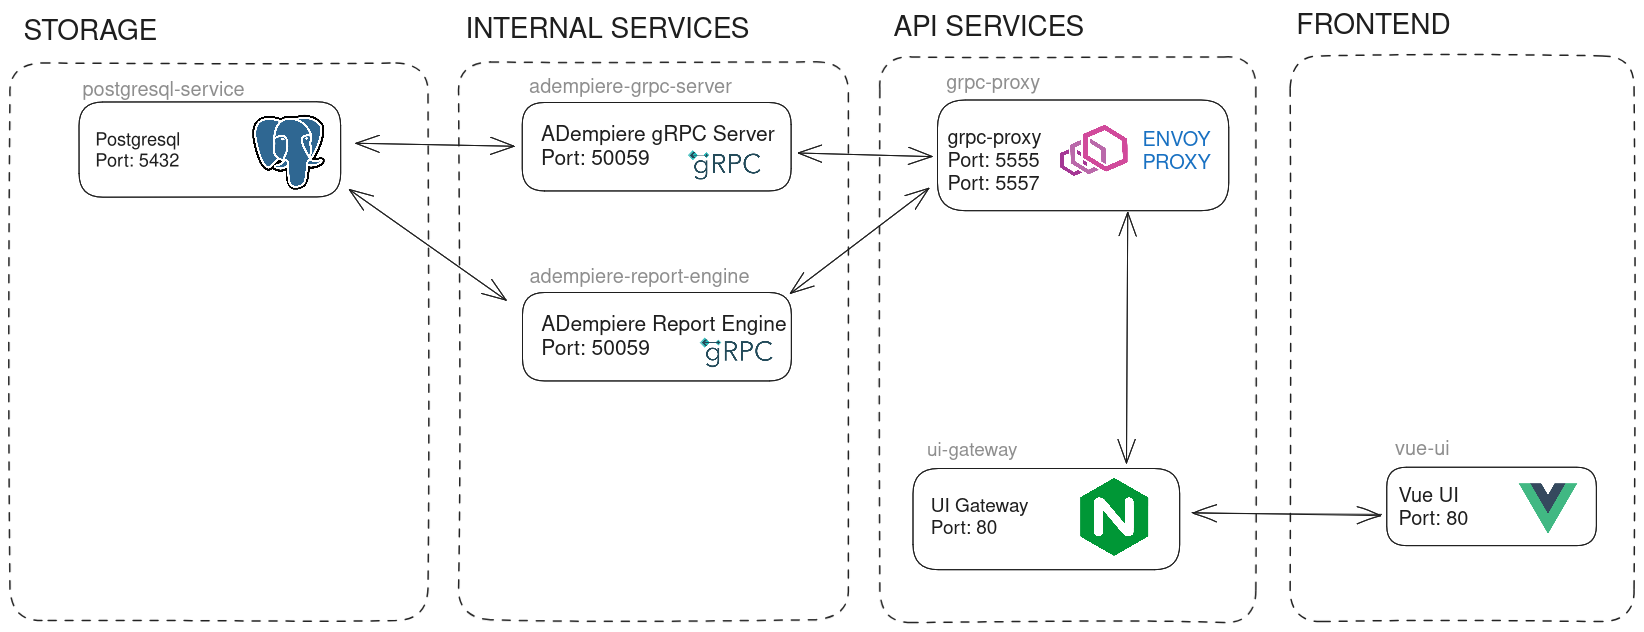 STORAGE
INTERNAL SERVICES
API SERVICES
FRONTEND
postgresql-service
Postgresql
Port: 5432
adempiere-grpc-server
ADempiere gRPC Server
Port: 50059
gRPC
adempiere-report-engine
ADempiere Report Engine
Port: 50059
gRPC
grpc-proxy
grpc-proxy
Port: 5555
Port: 5557
ENVOY
PROXY
ui-gateway
UI Gateway
Port: 80
N
vue-ui
Vue UI
Port: 80